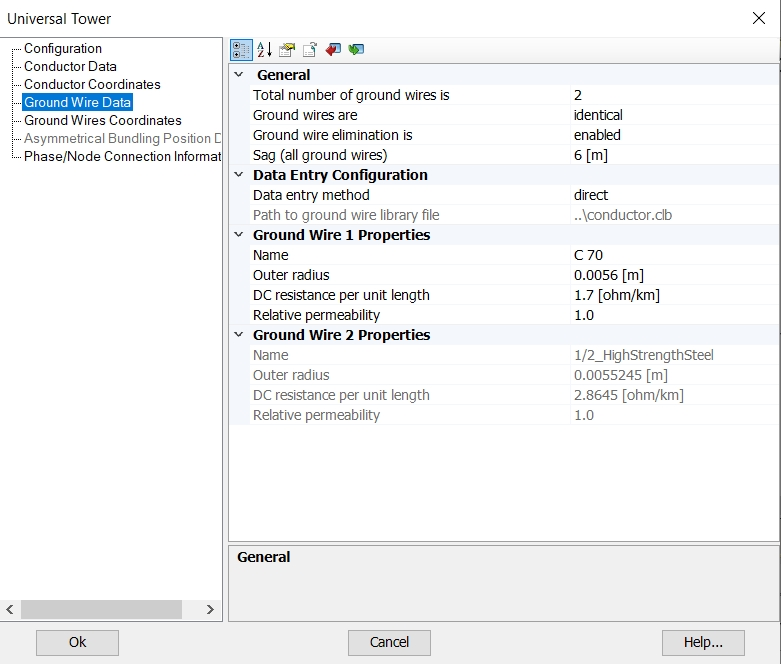 Universal Tower
Configuration
Conductor Data
Conductor Coordinates
Ground Wire Data
Ground Wires Coordinates
Asymmetrical Bundling Position D
Phase/Node Connection Informat
General
Total number of ground wires is 2
Ground wires are identical
Ground wire elimination is enabled
Sag (all ground wires) 6 [m]
Data Entry Configuration
Data entry method direct
Path to ground wire library file ..\conductor.clb
Ground Wire 1 Properties
Name C 70
Outer radius 0.0056 [m]
DC resistance per unit length 1.7 [ohm/km]
Relative permeability 1.0
Ground Wire 2 Properties
Name 1/2_HighStrengthSteel
Outer radius 0.0055245 [m]
DC resistance per unit length 2.8645 [ohm/km]
Relative permeability 1.0
General
Ok Cancel Help...